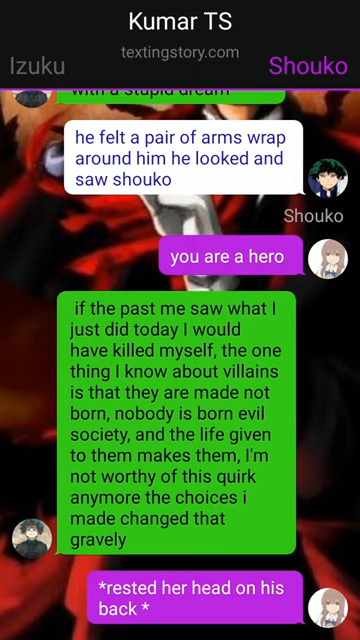 Kumar TS
textingstory.com
Izuku
Shouko
with a stupid dream
he felt a pair of arms wrap
around him he looked and
saw shouko
Shouko
you are a hero
if the past me saw what I
just did today I would
have killed myself, the one
thing I know about villains
is that they are made not
born, nobody is born evil
society, and the life given
to them makes them, I'm
not worthy of this quirk
anymore the choices i
made changed that
gravely
*rested her head on his
back *